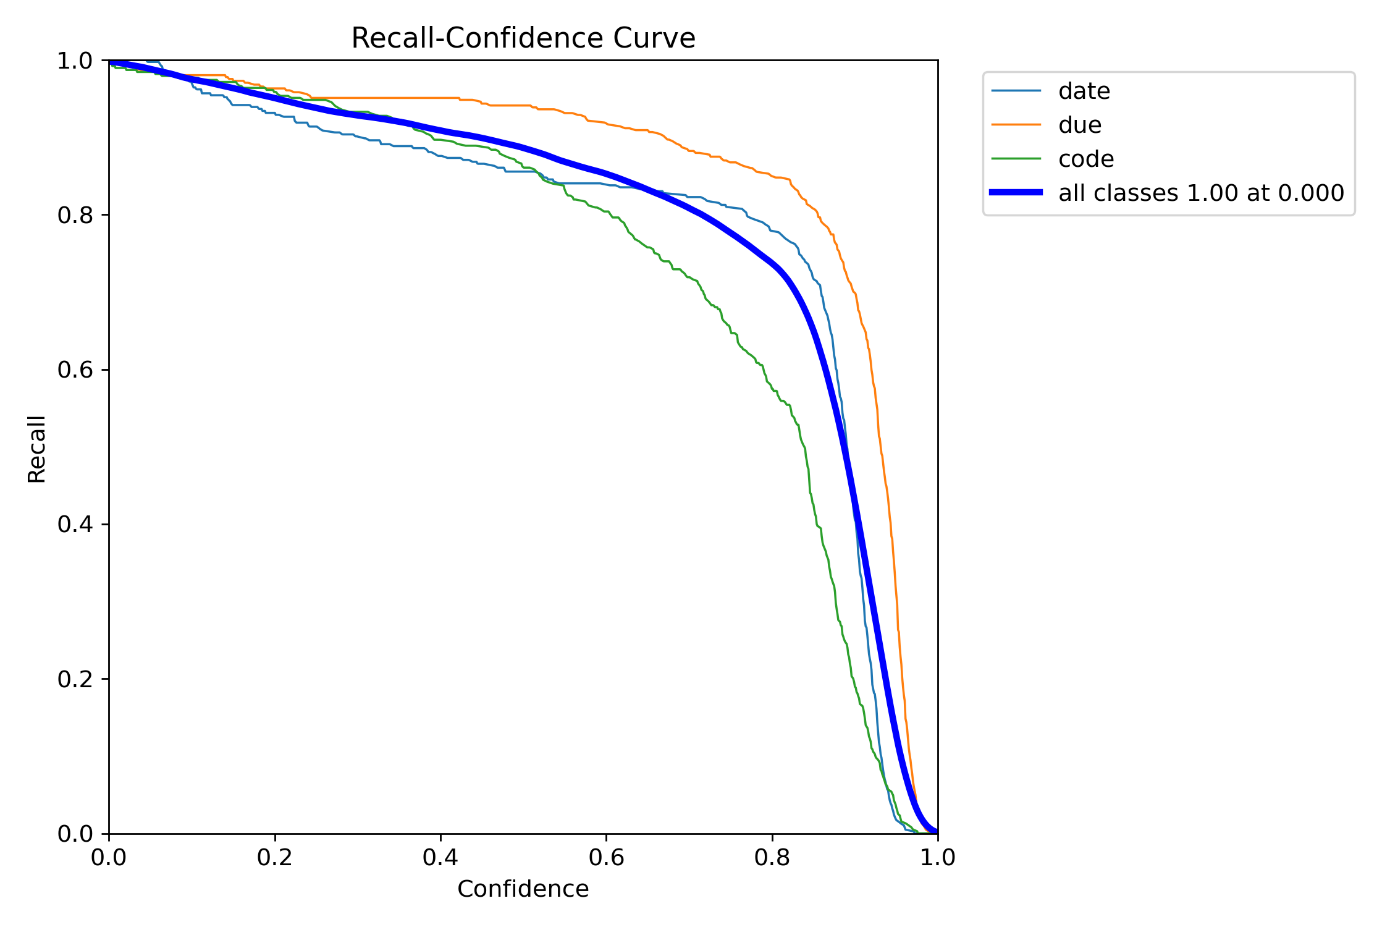 Recall-Confidence Curve
1.0
0.8
0.6
0.4
0.2
0.0
Recall
0.0 0.2 0.4 0.6 0.8 1.0
Confidence
date
due
code
all classes 1.00 at 0.000